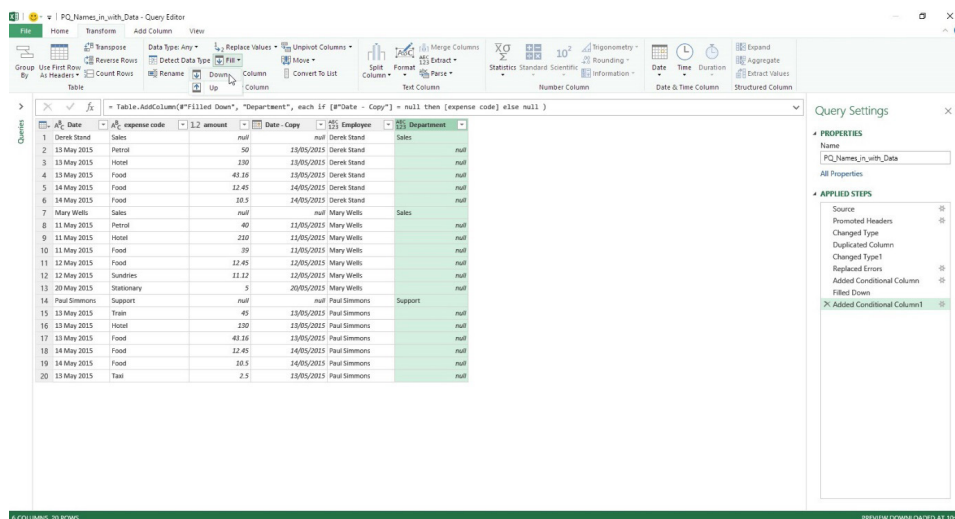 PQ_Names_in_with_Data - Query Editor
File Home Transform Add Column View
Group By
Use First Row As Headers
Transpose
Reverse Rows
Count Rows
Table
Data Type: Any
Detect Data Type
Rename
Replace Values
Fill
Down
Up
Column
Unpivot Columns
Move
Convert To List
Column
Split Column
Format
Merge Columns
Extract
Parse
Text Column
Statistics
Standard
Scientific
Trigonometry
Rounding
Information
Number Column
Date
Time
Duration
Date & Time Column
Expand
Aggregate
Extract Values
Structured Column
= Table.AddColumn(#"Filled Down", "Department", each if [#"Date - Copy"] = null then [expense code] else null )
Queries
Date expense code 1.2 amount Date - Copy Employee Department
1 Derek Stand Sales null null Derek Stand Sales
2 13 May 2015 Petrol 50 13/05/2015 Derek Stand null
3 13 May 2015 Hotel 130 13/05/2015 Derek Stand null
4 13 May 2015 Food 43.16 13/05/2015 Derek Stand null
5 14 May 2015 Food 12.45 14/05/2015 Derek Stand null
6 14 May 2015 Food 10.5 14/05/2015 Derek Stand null
7 Mary Wells Sales null null Mary Wells Sales
8 11 May 2015 Petrol 40 11/05/2015 Mary Wells null
9 11 May 2015 Hotel 210 11/05/2015 Mary Wells null
10 11 May 2015 Food 39 11/05/2015 Mary Wells null
11 12 May 2015 Food 12.45 12/05/2015 Mary Wells null
12 12 May 2015 Sundries 11.12 12/05/2015 Mary Wells null
13 20 May 2015 Stationary 5 20/05/2015 Mary Wells null
14 Paul Simmons Support null null Paul Simmons Support
15 13 May 2015 Train 45 13/05/2015 Paul Simmons null
16 13 May 2015 Hotel 130 13/05/2015 Paul Simmons null
17 13 May 2015 Food 43.16 13/05/2015 Paul Simmons null
18 14 May 2015 Food 12.45 14/05/2015 Paul Simmons null
19 14 May 2015 Food 10.5 14/05/2015 Paul Simmons null
20 13 May 2015 Taxi 2.5 13/05/2015 Paul Simmons null
Query Settings
PROPERTIES
Name
PQ_Names_in_with_Data
All Properties
APPLIED STEPS
Source
Promoted Headers
Changed Type
Duplicated Column
Changed Type1
Replaced Errors
Added Conditional Column
Filled Down
Added Conditional Column1
6 COLUMNS, 20 ROWS
PREVIEW DOWNLOADED AT